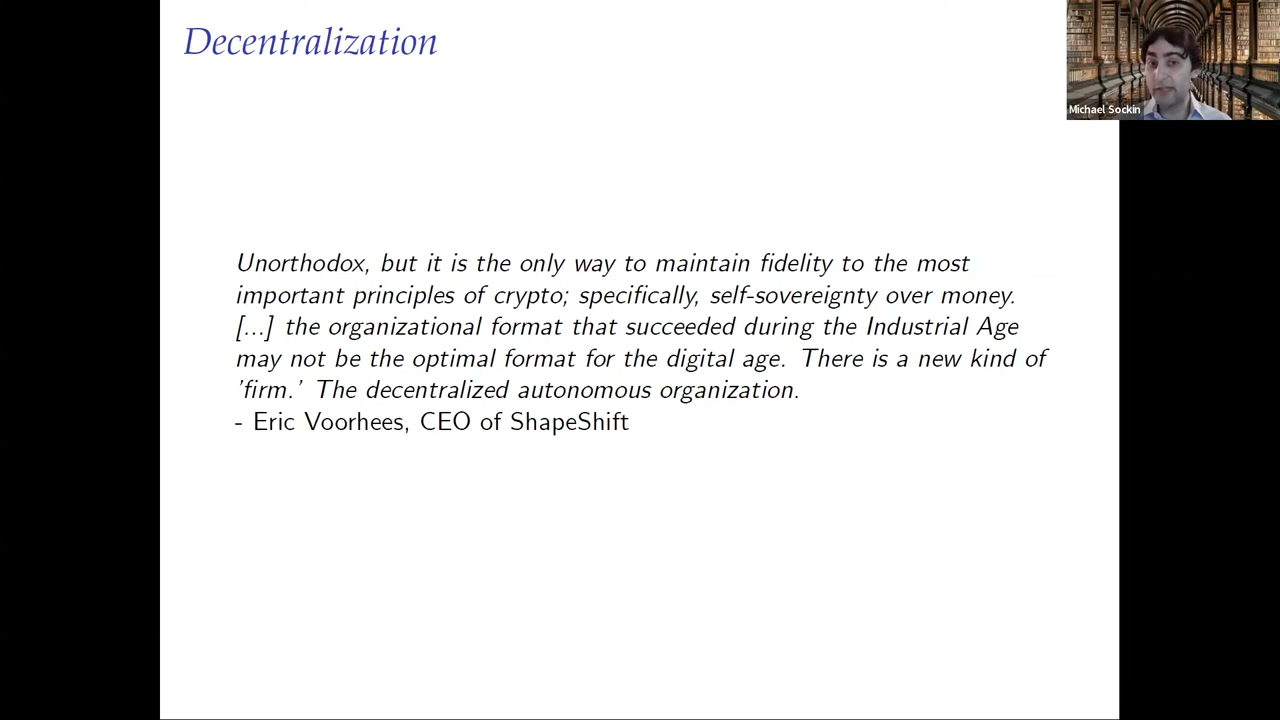 Decentralization
Michael Sockin
Unorthodox, but it is the only way to maintain fidelity to the most
important principles of crypto; specifically, self-sovereignty over money.
[...] the organizational format that succeeded during the Industrial Age
may not be the optimal format for the digital age. There is a new kind of
'firm.' The decentralized autonomous organization.
- Eric Voorhees, CEO of ShapeShift